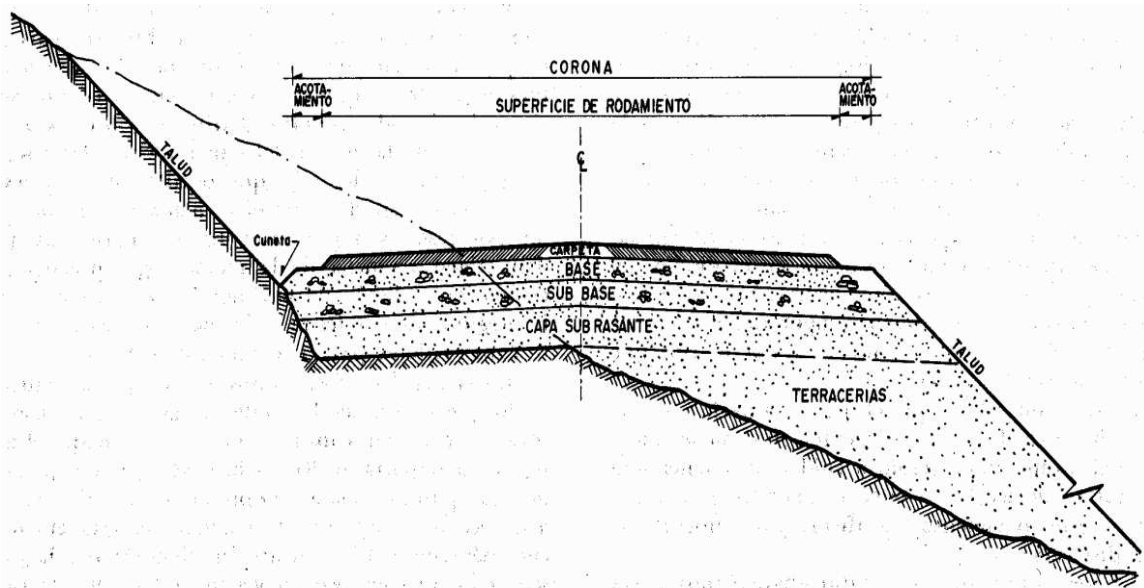 CORONA
ACOTA-
MIENTO
SUPERFICIE DE RODAMIENTO
ACOTA-
MIENTO
℄
TALUD
Cuneta
CARPETA
BASE
SUB BASE
CAPA SUB RASANTE
TALUD
TERRACERIAS.